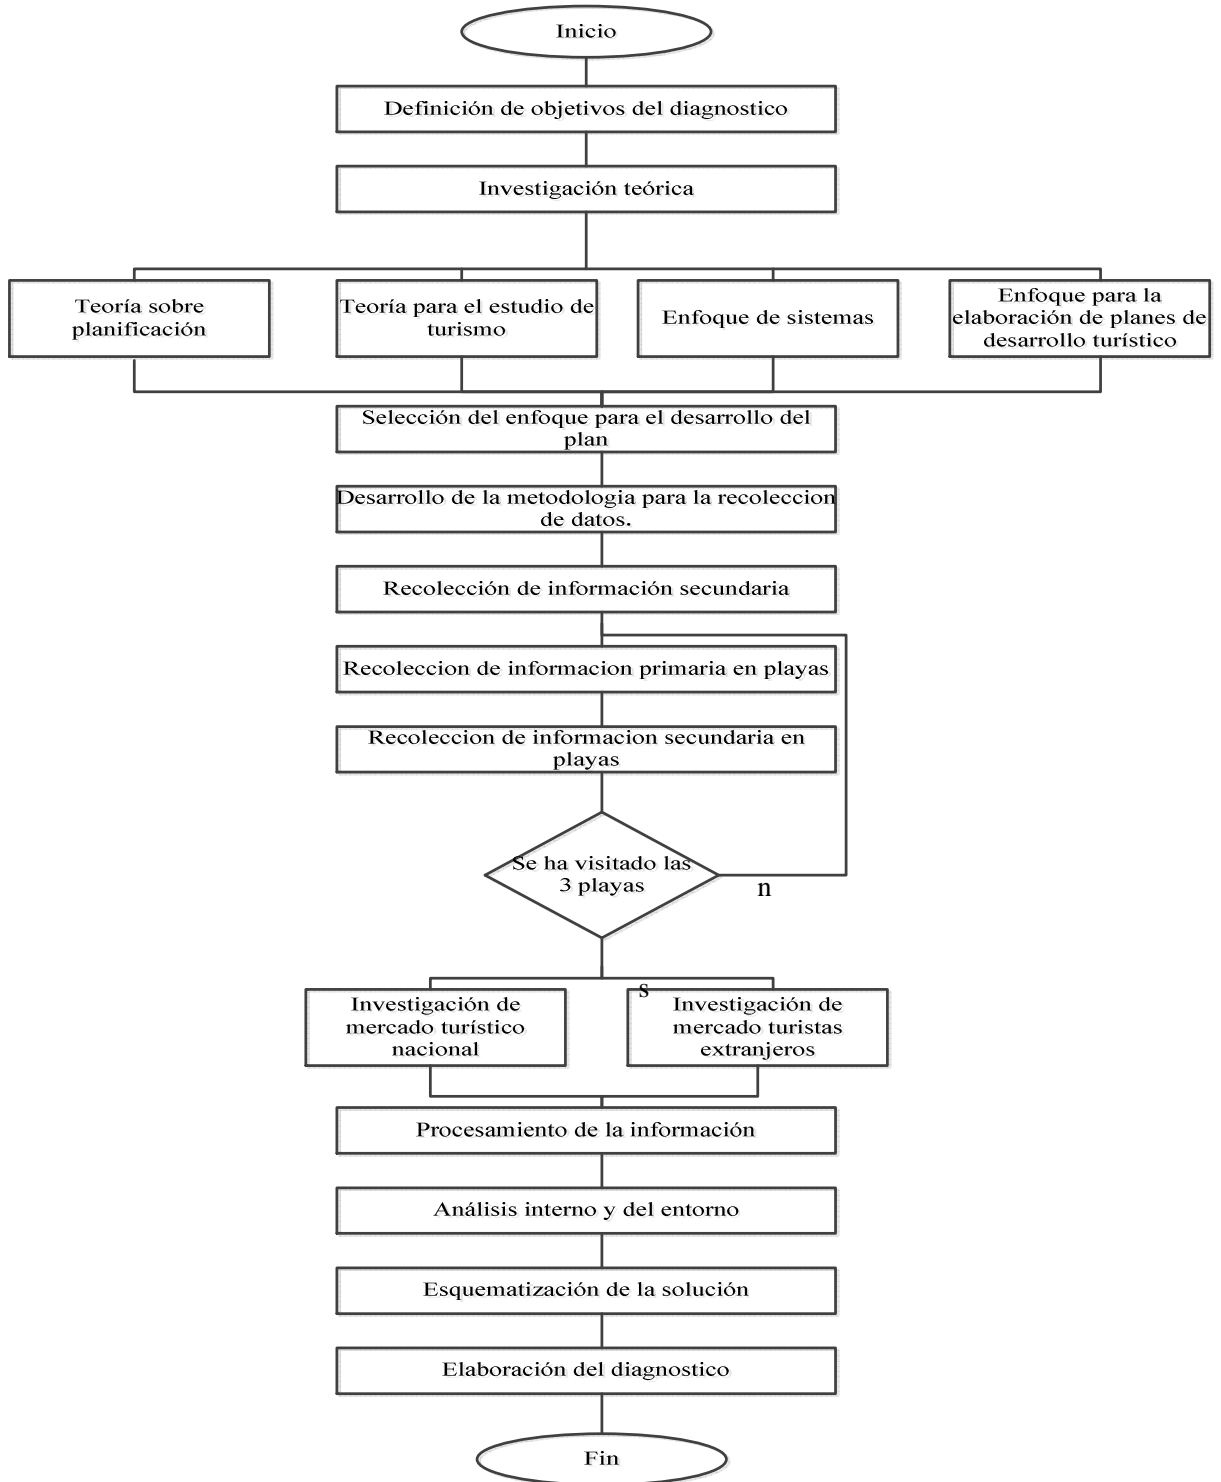 Inicio
Definición de objetivos del diagnostico
Investigación teórica
Teoría sobre
planificación
Teoría para el estudio de
turismo
Enfoque de sistemas
Enfoque para la
elaboración de planes de
desarrollo turístico
Selección del enfoque para el desarrollo del
plan
Desarrollo de la metodologia para la recoleccion
de datos.
Recolección de información secundaria
Recoleccion de informacion primaria en playas
Recoleccion de informacion secundaria en
playas
Se ha visitado las
3 playas
n
s
Investigación de
mercado turístico
nacional
Investigación de
mercado turistas
extranjeros
Procesamiento de la información
Análisis interno y del entorno
Esquematización de la solución
Elaboración del diagnostico
Fin